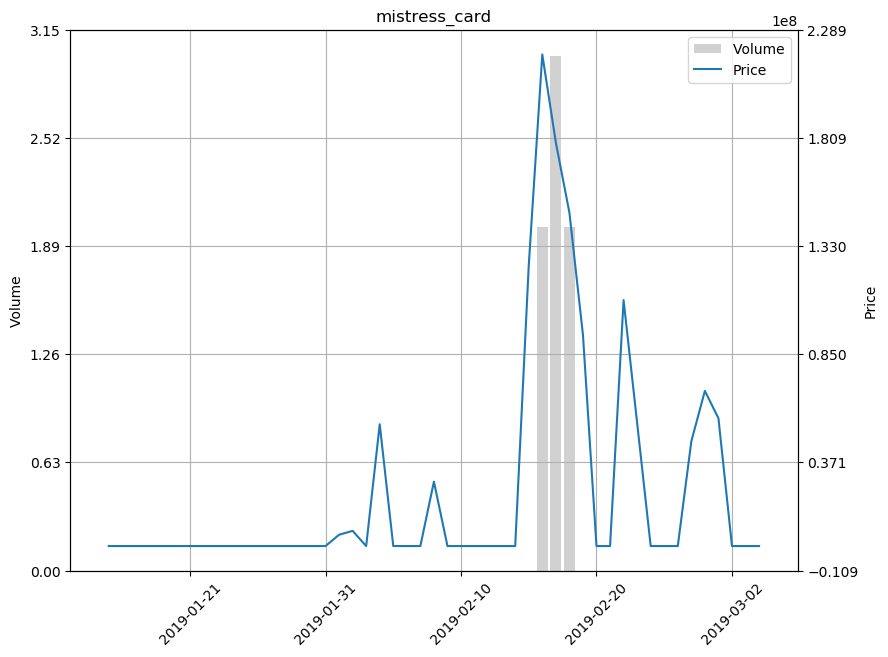 mistress_card
1e8
3.15
2.52
1.89
1.26
0.63
0.00
Volume
2.289
1.809
1.330
0.850
0.371
−0.109
Price
Volume
Price
2019-01-21
2019-01-31
2019-02-10
2019-02-20
2019-03-02